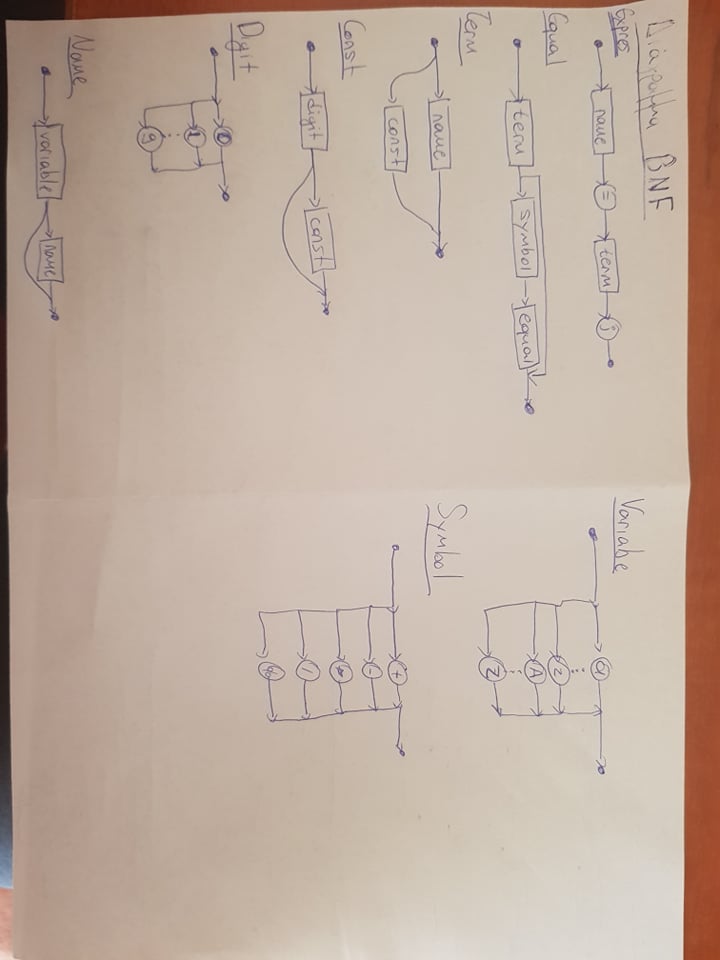 Διάγραμμα BNF
Expres
name = term ;
Equal
term symbol equal
Term
name
const
Const
digit const
Digit
0
1
⋮
9
Name
variable name
Variabe
a
⋮
z
A
⋮
Z
Symbol
+
-
*
/
%